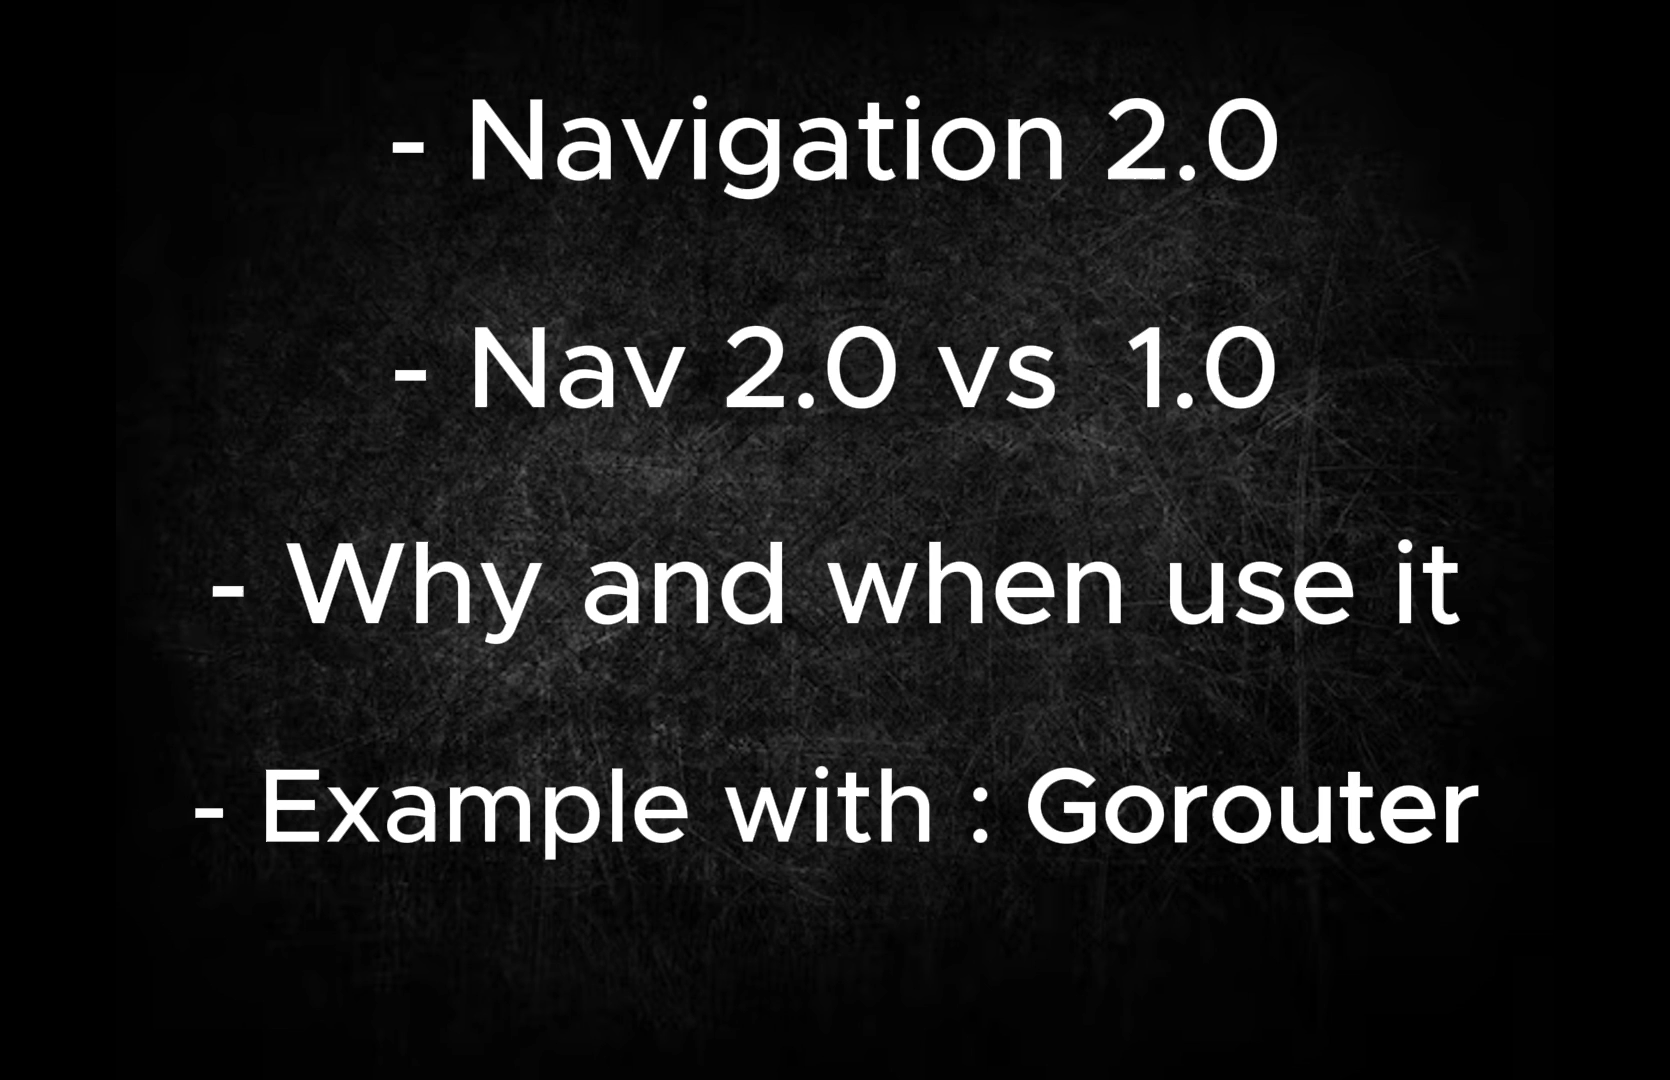 - Navigation 2.0
- Nav 2.0 vs 1.0
- Why and when use it
- Example with : Gorouter